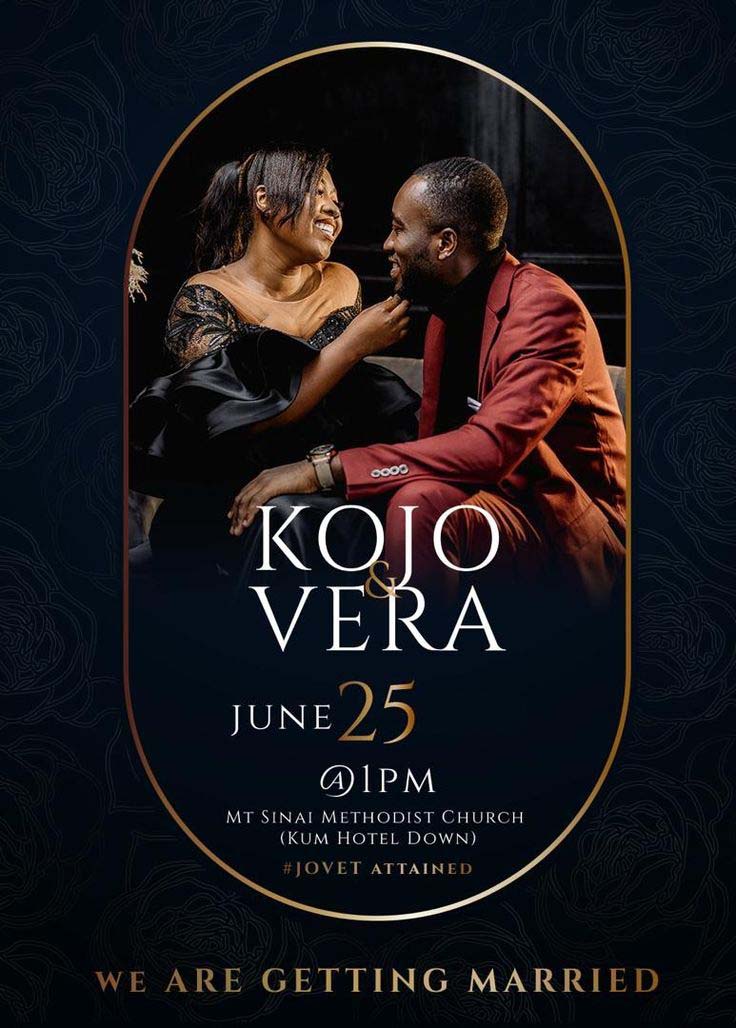 KOJO
&
VERA
JUNE 25
@1PM
Mt Sinai Methodist Church
(Kum Hotel Down)
#JOVET ATTAINED
WE ARE GETTING MARRIED